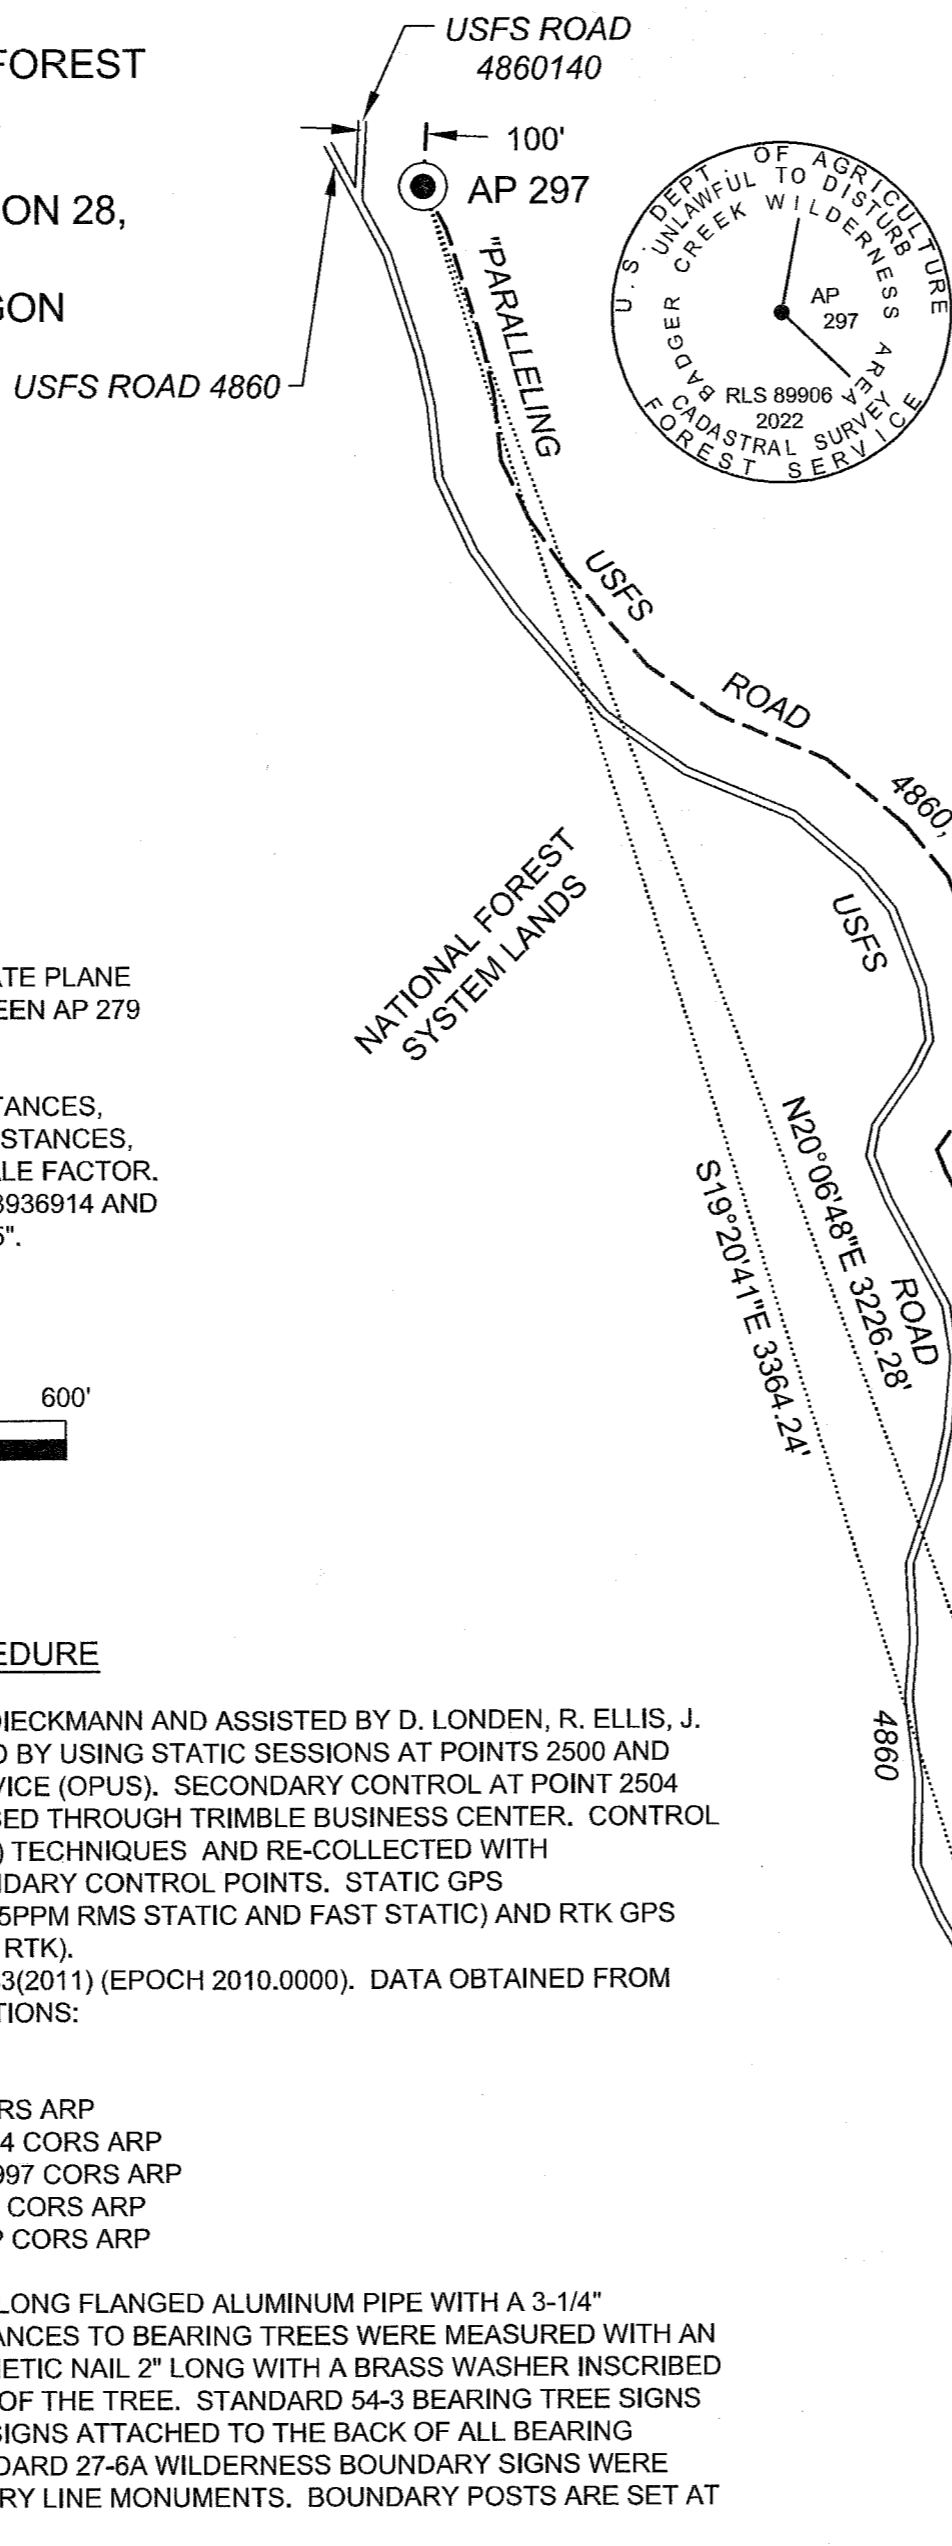 FOREST
ON 28,
GON
USFS ROAD
4860140
100'
AP 297
USFS ROAD 4860
"PARALLELING
USFS
ROAD
4860,
U.S. DEPT. OF AGRICULTURE
UNLAWFUL TO DISTURB
BADGER CREEK WILDERNESS AREA
AP
297
RLS 89906
2022
CADASTRAL SURVEY
FOREST SERVICE
NATIONAL FOREST
SYSTEM LANDS
USFS
ROAD
4860
N20°06'48"E 3226.28'
S19°20'41"E 3364.24'
ATE PLANE
EEN AP 279
TANCES,
STANCES,
ALE FACTOR.
3936914 AND
5".
600'
EDURE
DIECKMANN AND ASSISTED BY D. LONDEN, R. ELLIS, J.
D BY USING STATIC SESSIONS AT POINTS 2500 AND
VICE (OPUS). SECONDARY CONTROL AT POINT 2504
SED THROUGH TRIMBLE BUSINESS CENTER. CONTROL
) TECHNIQUES AND RE-COLLECTED WITH
NDARY CONTROL POINTS. STATIC GPS
5PPM RMS STATIC AND FAST STATIC) AND RTK GPS
RTK).
3(2011) (EPOCH 2010.0000). DATA OBTAINED FROM
TIONS:
RS ARP
4 CORS ARP
997 CORS ARP
CORS ARP
P CORS ARP
LONG FLANGED ALUMINUM PIPE WITH A 3-1/4"
ANCES TO BEARING TREES WERE MEASURED WITH AN
NETIC NAIL 2" LONG WITH A BRASS WASHER INSCRIBED
OF THE TREE. STANDARD 54-3 BEARING TREE SIGNS
SIGNS ATTACHED TO THE BACK OF ALL BEARING
DARD 27-6A WILDERNESS BOUNDARY SIGNS WERE
RY LINE MONUMENTS. BOUNDARY POSTS ARE SET AT